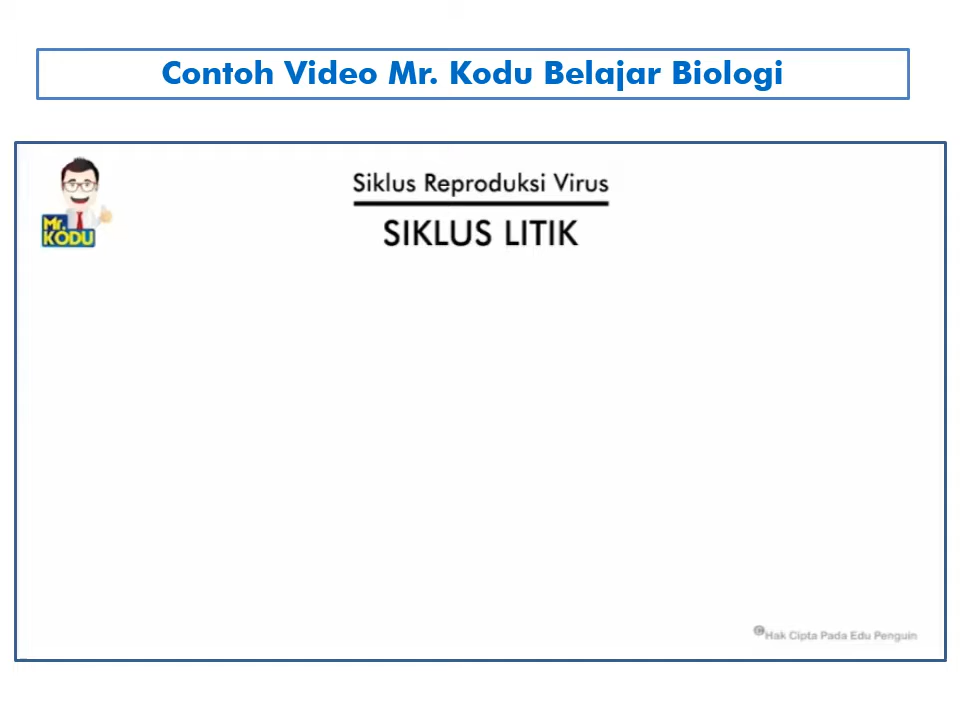 Contoh Video Mr. Kodu Belajar Biologi
Siklus Reproduksi Virus
SIKLUS LITIK
Mr.
KODU
© Hak Cipta Pada Edu Penguin